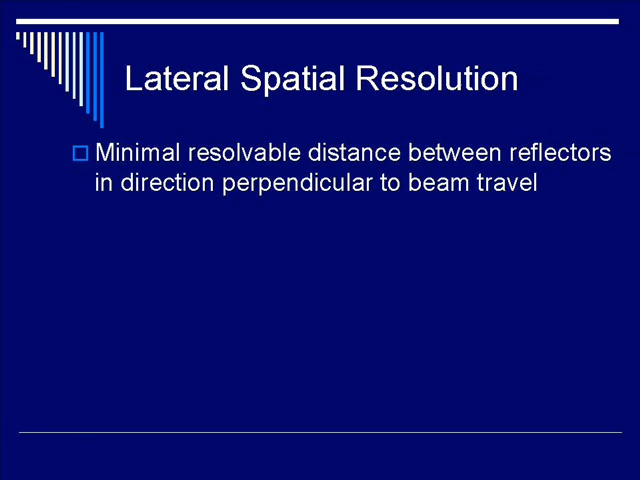 Lateral Spatial Resolution
Minimal resolvable distance between reflectors
in direction perpendicular to beam travel